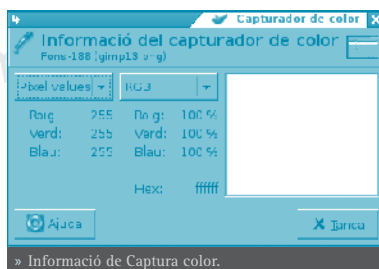 Capturador de color
Informació del capturador de color
Fons-188 (gimp13.png)
Pixel values RGB
Roig: 255 Roig: 100 %
Verd: 255 Verd: 100 %
Blau: 255 Blau: 100 %
Hex: ffffff
Ajuda Tanca
» Informació de Captura color.